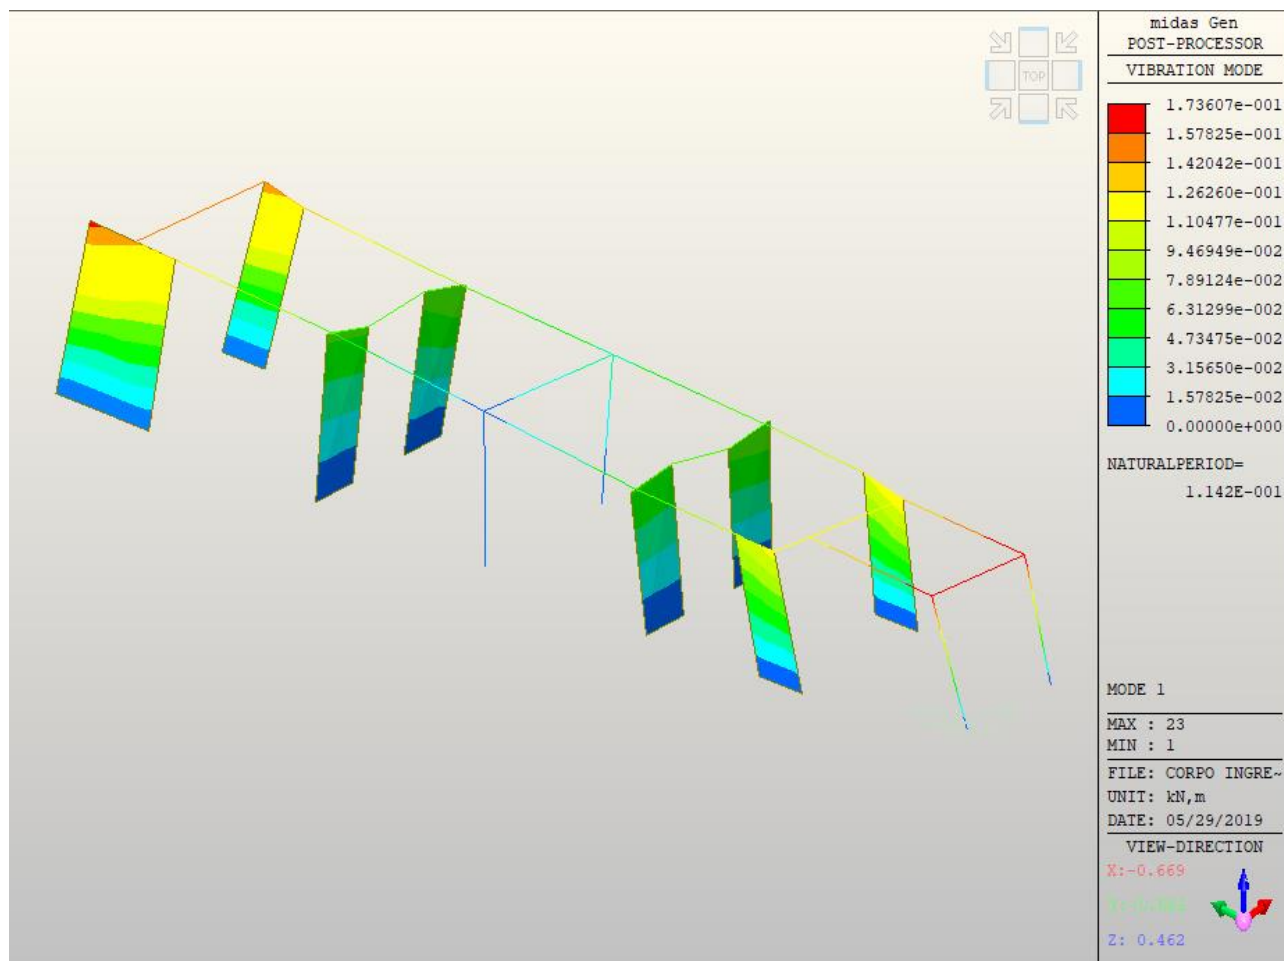 TOP
midas Gen
POST-PROCESSOR
VIBRATION MODE
1.73607e-001
1.57825e-001
1.42042e-001
1.26260e-001
1.10477e-001
9.46949e-002
7.89124e-002
6.31299e-002
4.73475e-002
3.15650e-002
1.57825e-002
0.00000e+000
NATURALPERIOD=
1.142E-001
MODE 1
MAX : 23
MIN : 1
FILE: CORPO INGRE~
UNIT: kN,m
DATE: 05/29/2019
VIEW-DIRECTION
X:-0.669
Z: 0.462